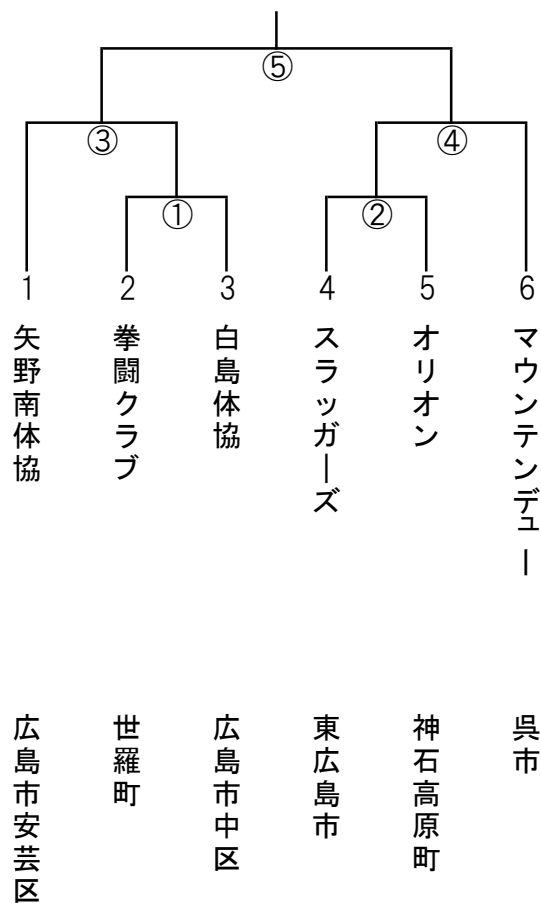 ⑤
③
④
①
②
1
2
3
4
5
6
矢野南体協
拳闘クラブ
白島体協
スラッガーズ
オリオン
マウンテンデュー
広島市安芸区
世羅町
広島市中区
東広島市
神石高原町
呉市